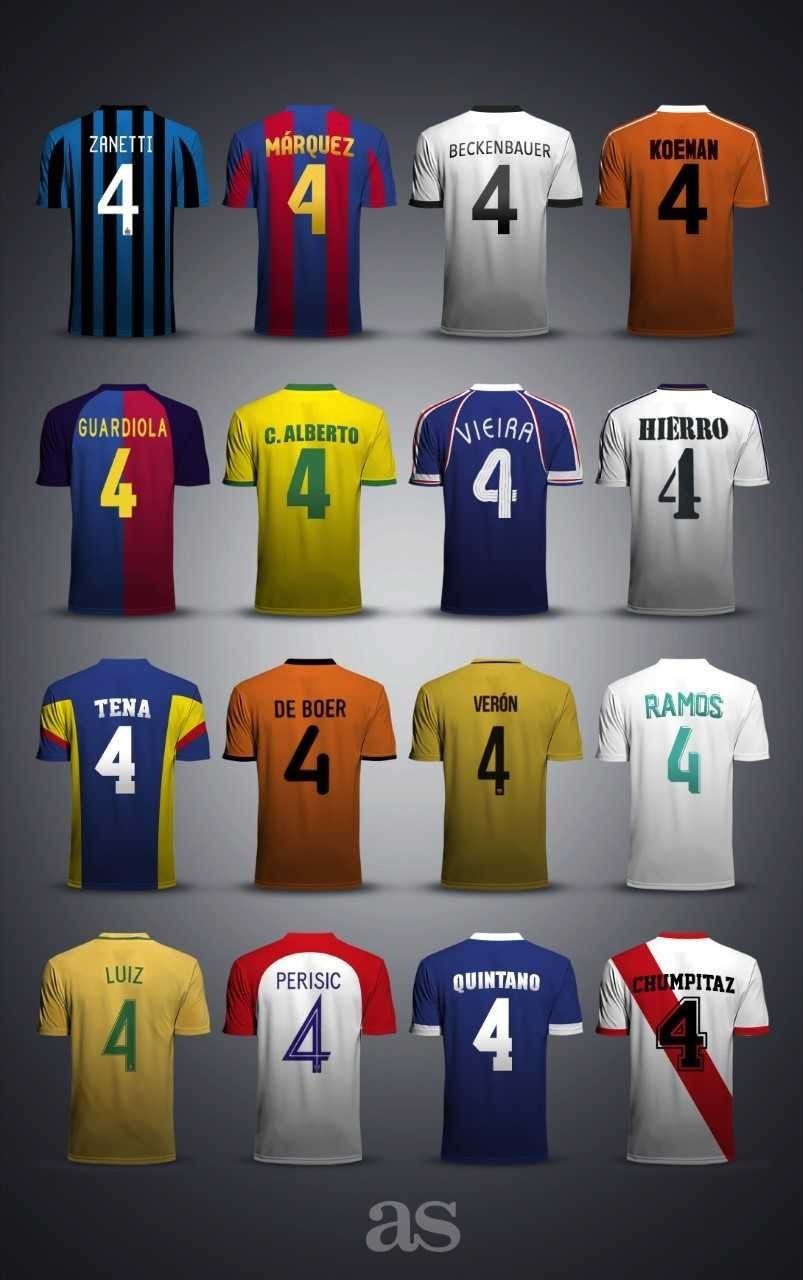 ZANETTI
4
MÁRQUEZ
4
BECKENBAUER
4
KOEMAN
4
GUARDIOLA
4
C. ALBERTO
4
VIEIRA
4
HIERRO
4
TENA
4
DE BOER
4
VERÓN
4
RAMOS
4
LUIZ
4
PERISIC
4
QUINTANO
4
CHUMPITAZ
4
as